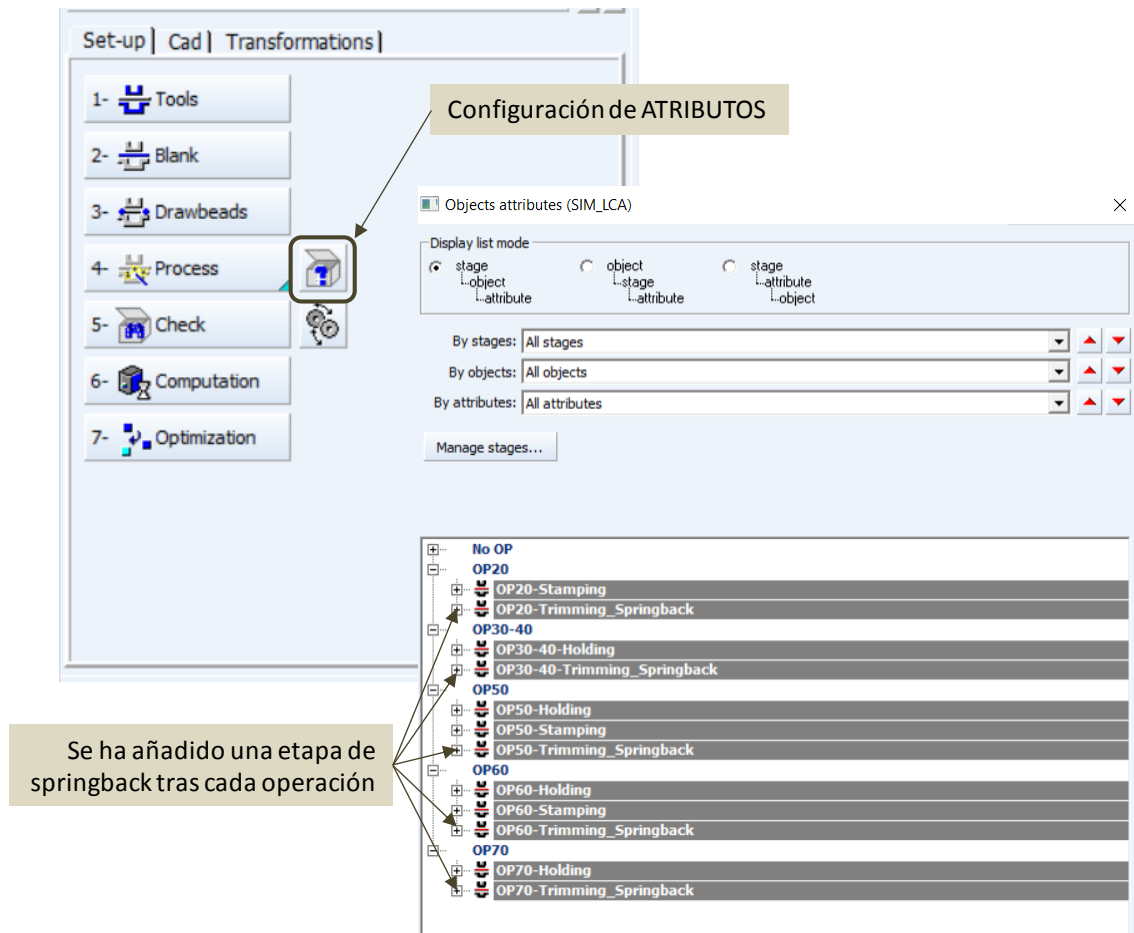 Set-up
Cad
Transformations
1- Tools
2- Blank
3- Drawbeads
4- Process
5- Check
6- Computation
7- Optimization
Configuración de ATRIBUTOS
Objects attributes (SIM_LCA)
Display list mode
stage
object
attribute
object
stage
attribute
stage
attribute
object
By stages: All stages
By objects: All objects
By attributes: All attributes
Manage stages...
No OP
OP20
OP20-Stamping
OP20-Trimming_Springback
OP30-40
OP30-40-Holding
OP30-40-Trimming_Springback
OP50
OP50-Holding
OP50-Stamping
OP50-Trimming_Springback
OP60
OP60-Holding
OP60-Stamping
OP60-Trimming_Springback
OP70
OP70-Holding
OP70-Trimming_Springback
Se ha añadido una etapa de
springback tras cada operación